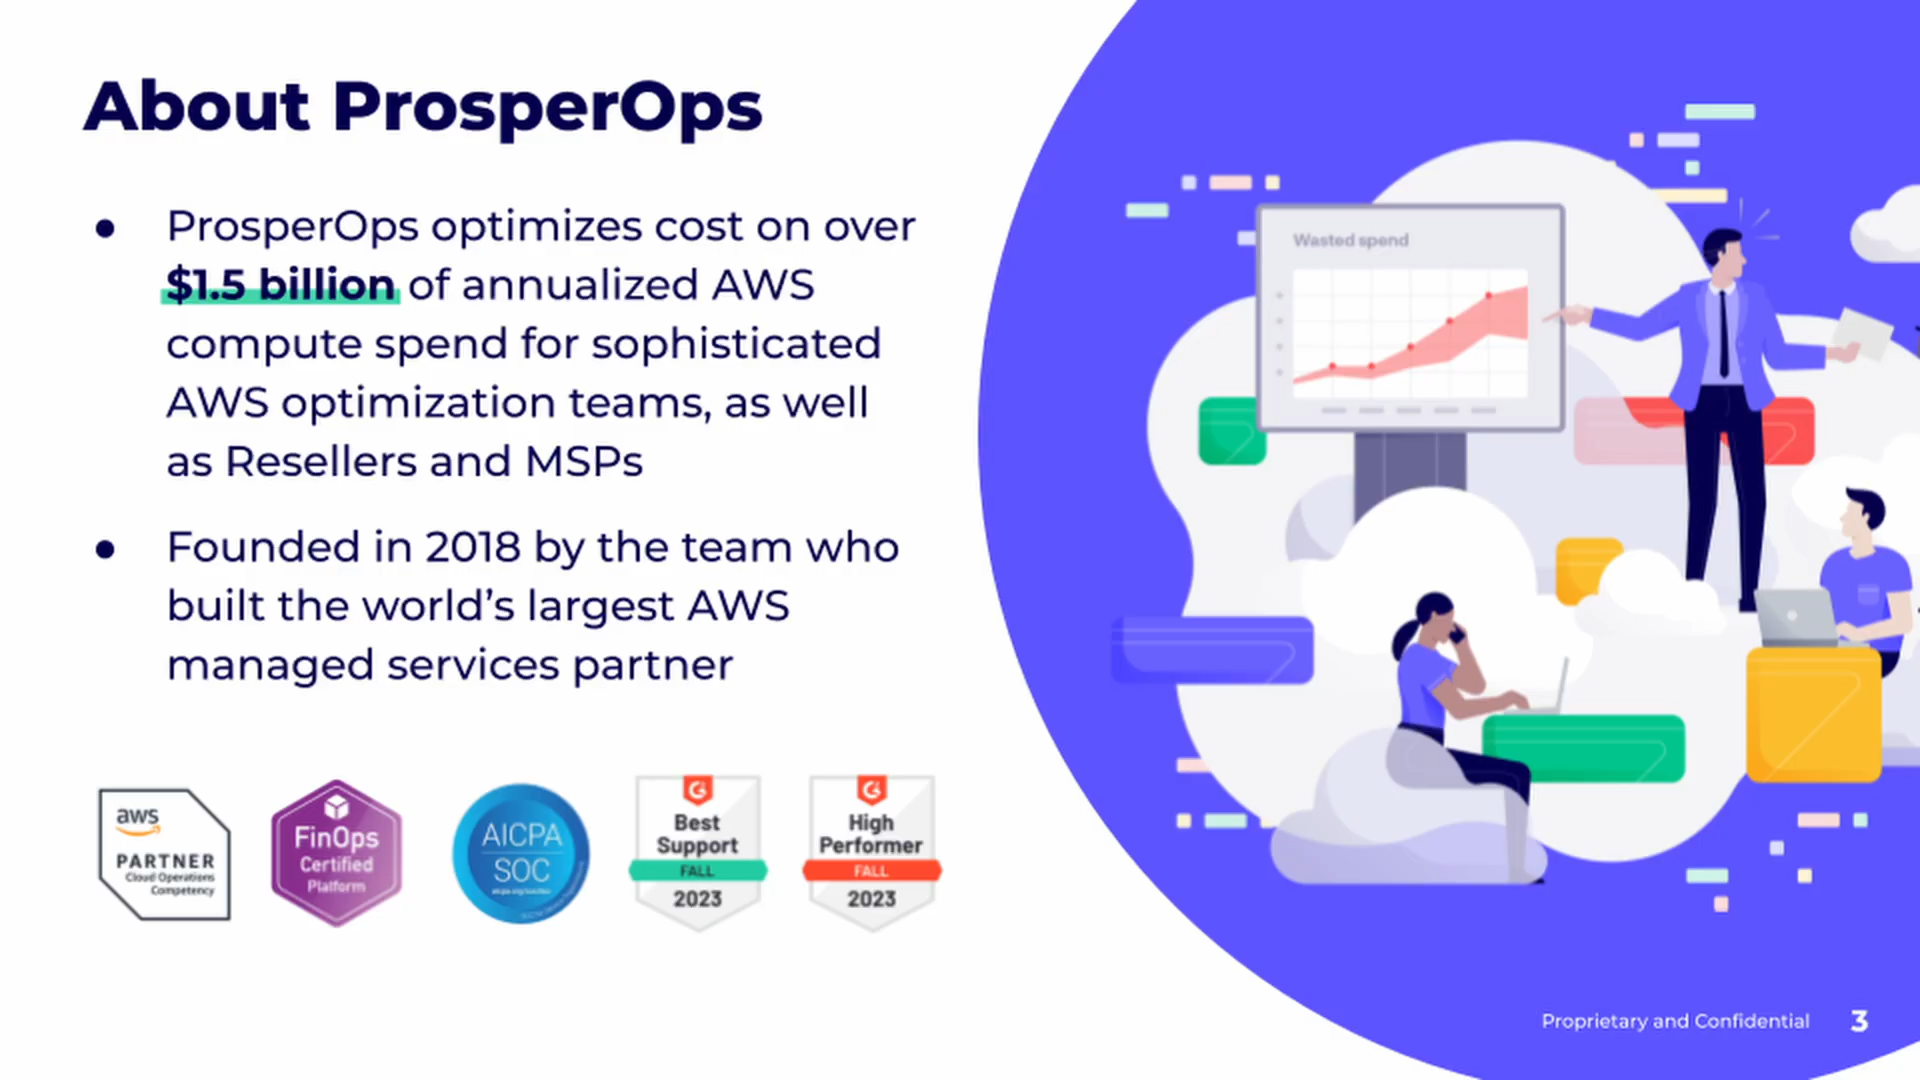 About ProsperOps
● ProsperOps optimizes cost on over
$1.5 billion of annualized AWS
compute spend for sophisticated
AWS optimization teams, as well
as Resellers and MSPs
● Founded in 2018 by the team who
built the world’s largest AWS
managed services partner
aws
PARTNER
Cloud Operations
Competency
FinOps
Certified
Platform
AICPA
SOC
Best
Support
FALL
2023
High
Performer
FALL
2023
Wasted spend
Proprietary and Confidential
3